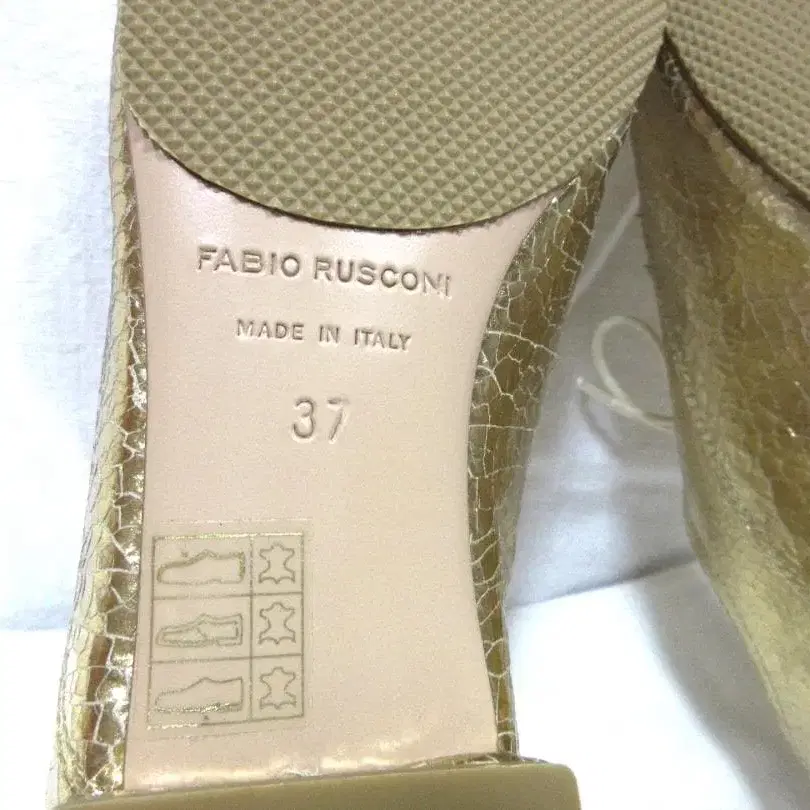 FABIO RUSCONI
MADE IN ITALY
37